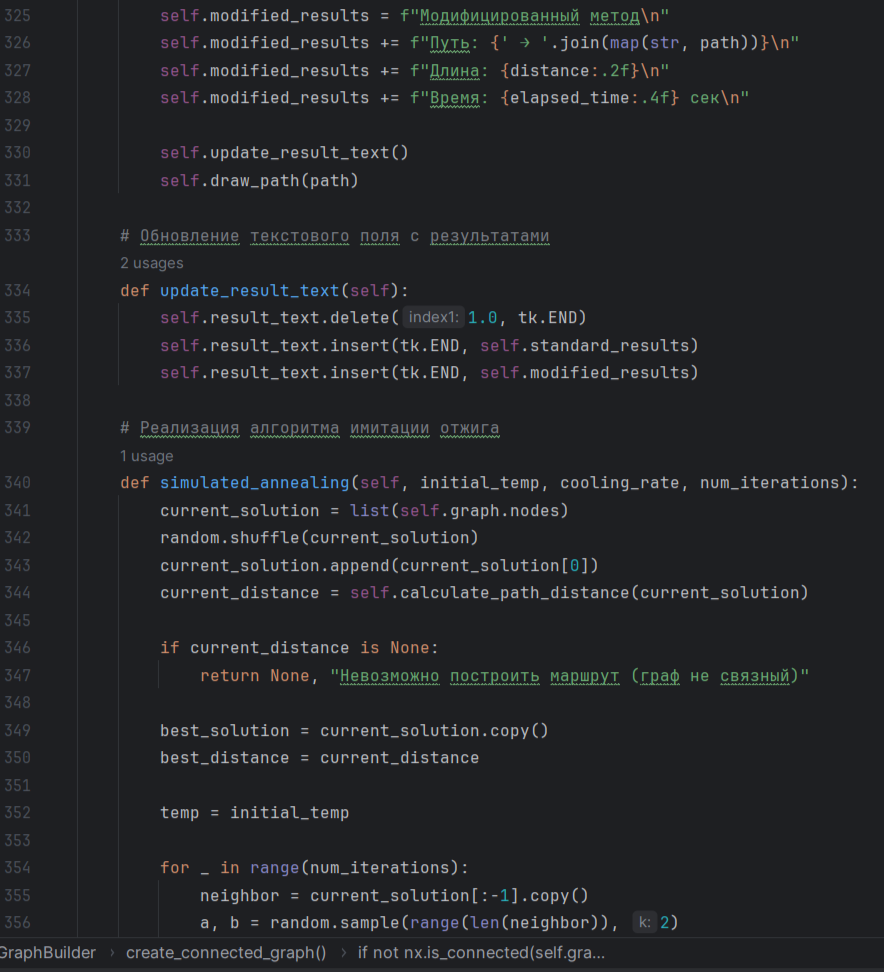 325 self.modified_results = f"Модифицированный метод\n"
326 self.modified_results += f"Путь: {' → '.join(map(str, path))}\n"
327 self.modified_results += f"Длина: {distance:.2f}\n"
328 self.modified_results += f"Время: {elapsed_time:.4f} сек\n"
329
330 self.update_result_text()
331 self.draw_path(path)
332
333 # Обновление текстового поля с результатами
2 usages
334 def update_result_text(self):
335 self.result_text.delete( index1: 1.0, tk.END)
336 self.result_text.insert(tk.END, self.standard_results)
337 self.result_text.insert(tk.END, self.modified_results)
338
339 # Реализация алгоритма имитации отжига
1 usage
340 def simulated_annealing(self, initial_temp, cooling_rate, num_iterations):
341 current_solution = list(self.graph.nodes)
342 random.shuffle(current_solution)
343 current_solution.append(current_solution[0])
344 current_distance = self.calculate_path_distance(current_solution)
345
346 if current_distance is None:
347 return None, "Невозможно построить маршрут (граф не связный)"
348
349 best_solution = current_solution.copy()
350 best_distance = current_distance
351
352 temp = initial_temp
353
354 for _ in range(num_iterations):
355 neighbor = current_solution[:-1].copy()
356 a, b = random.sample(range(len(neighbor)), k: 2)
GraphBuilder › create_connected_graph() › if not nx.is_connected(self.gra...